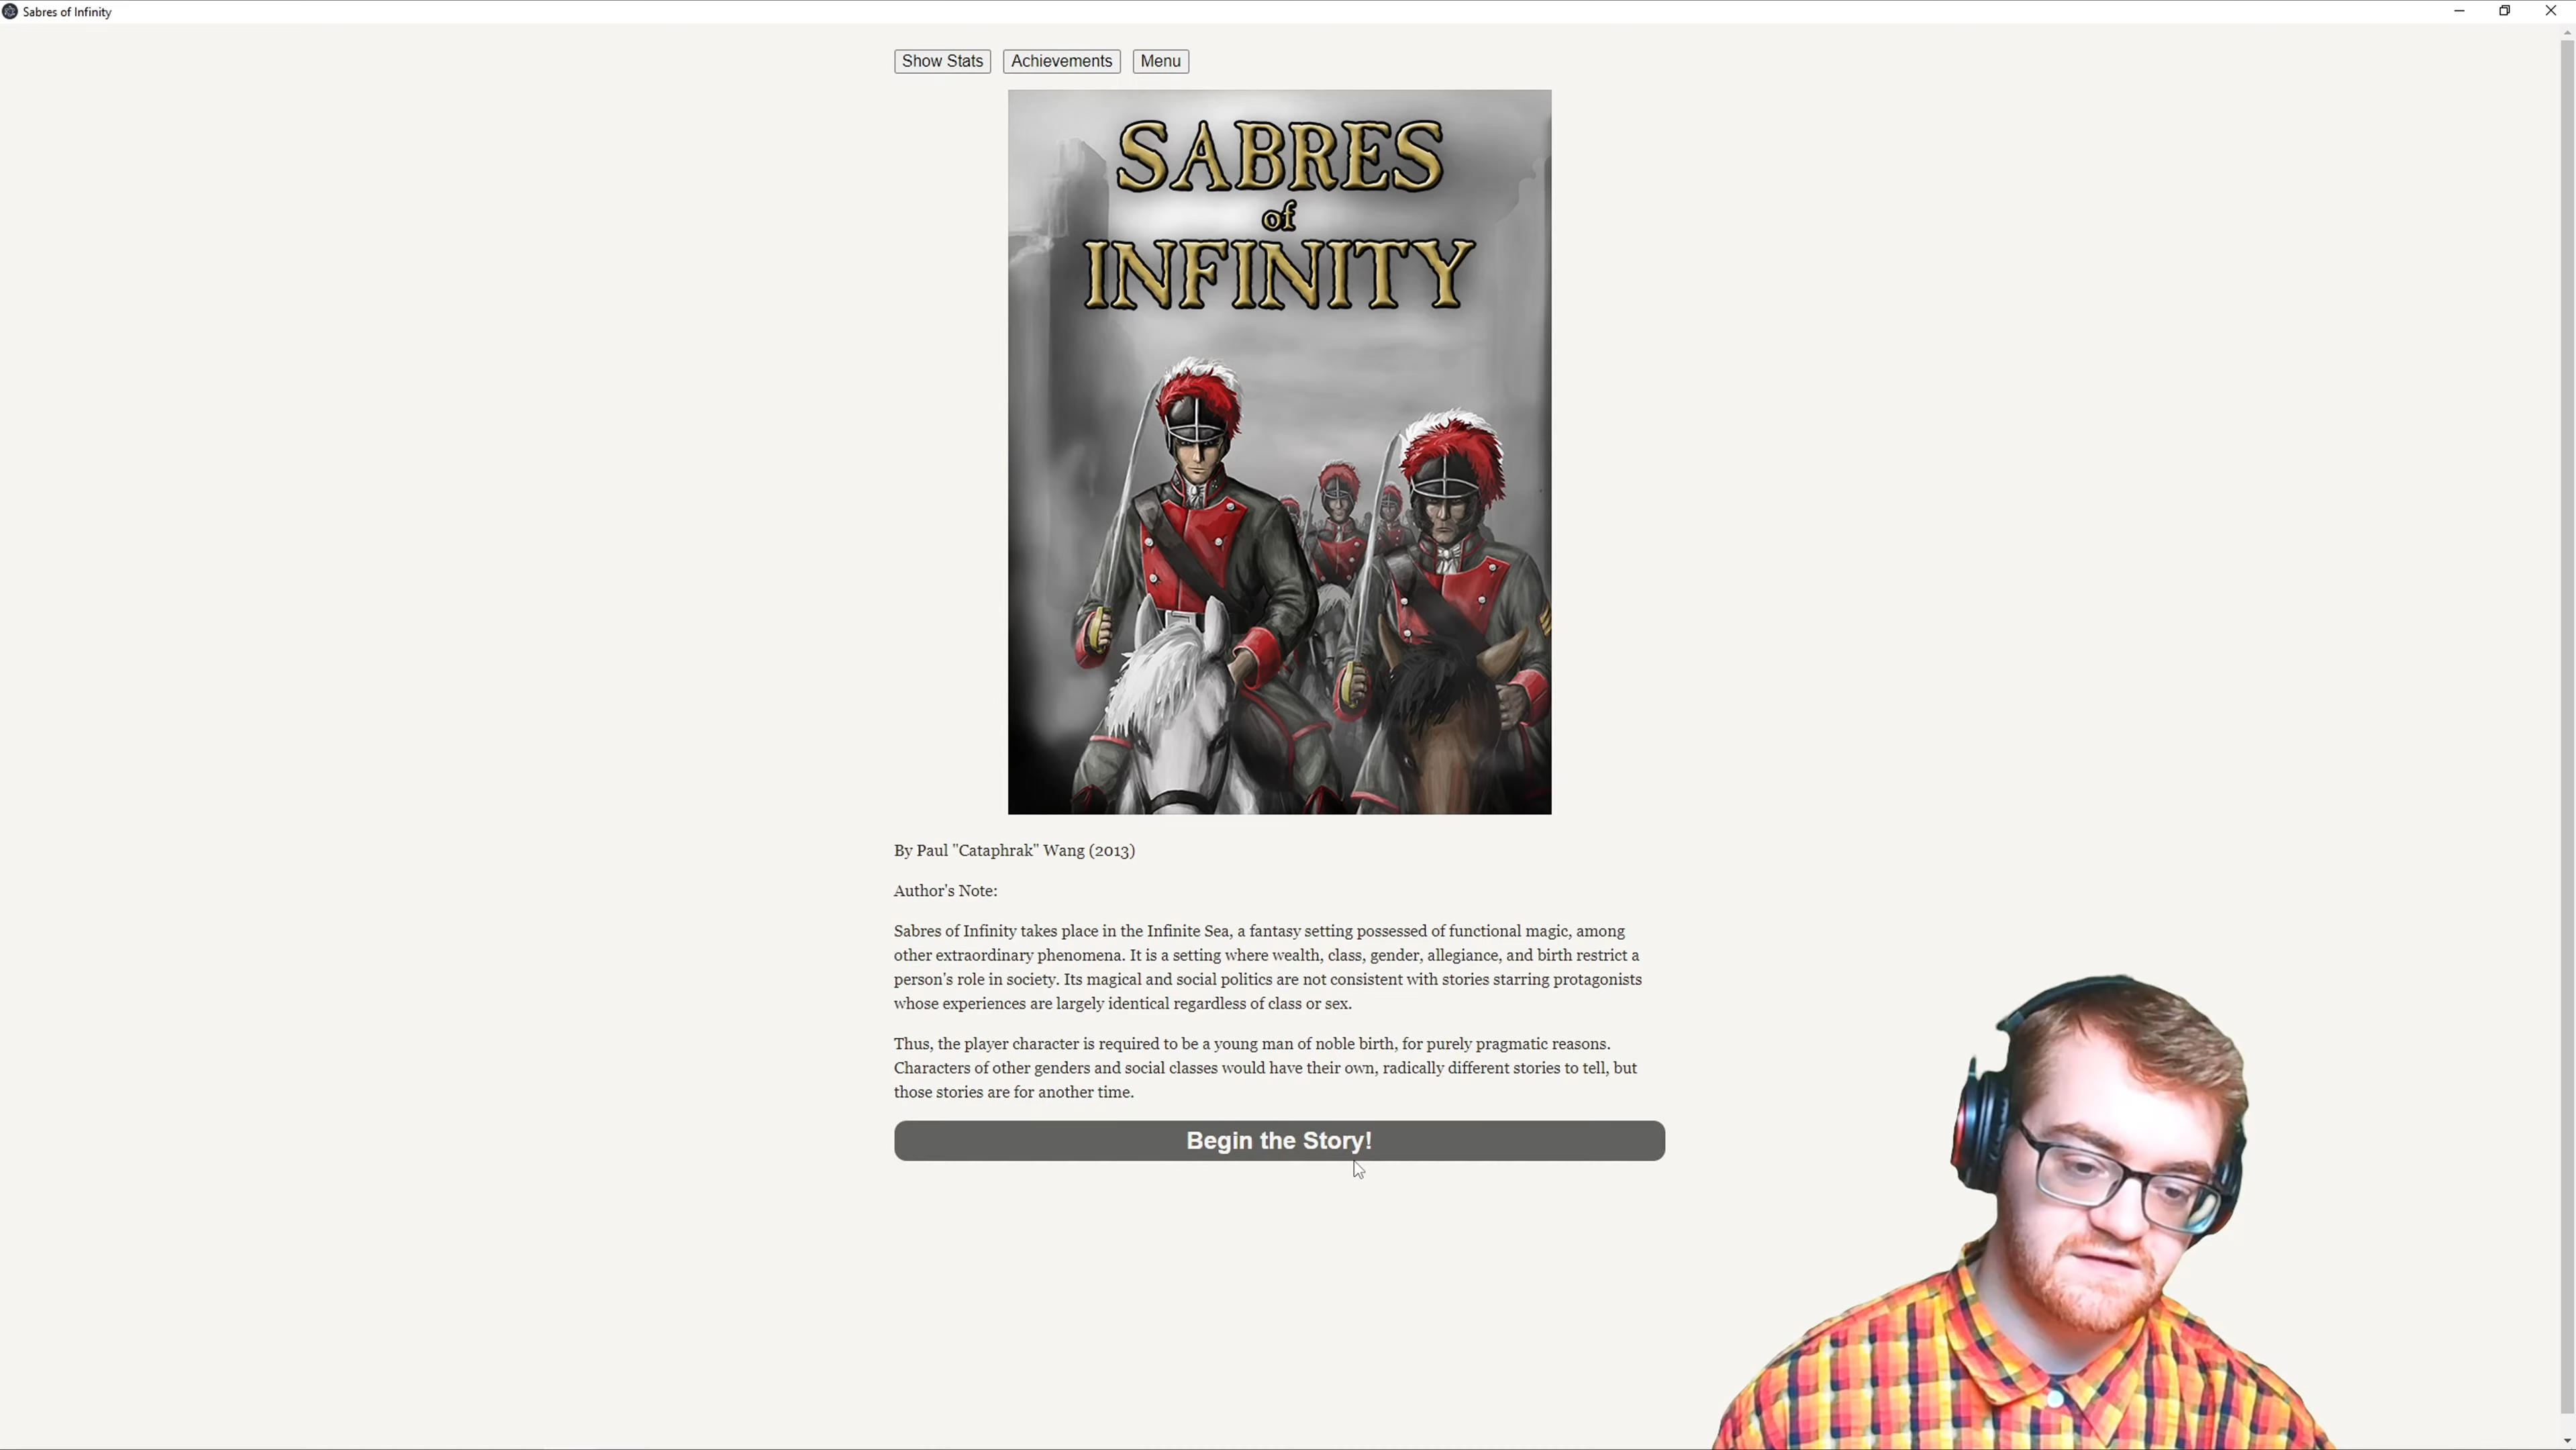 Sabres of Infinity
Show Stats Achievements Menu
SABRES
of
INFINITY
By Paul "Cataphrak" Wang (2013)
Author's Note:
Sabres of Infinity takes place in the Infinite Sea, a fantasy setting possessed of functional magic, among
other extraordinary phenomena. It is a setting where wealth, class, gender, allegiance, and birth restrict a
person's role in society. Its magical and social politics are not consistent with stories starring protagonists
whose experiences are largely identical regardless of class or sex.
Thus, the player character is required to be a young man of noble birth, for purely pragmatic reasons.
Characters of other genders and social classes would have their own, radically different stories to tell, but
those stories are for another time.
Begin the Story!